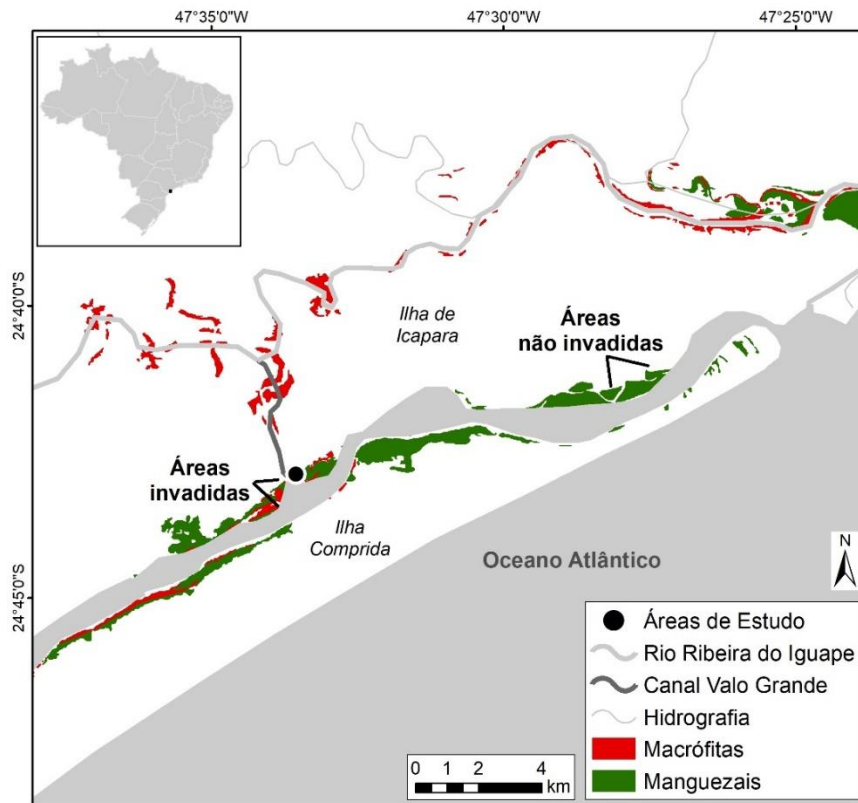 47°35'0"W
47°30'0"W
47°25'0"W
24°40'0"S
Ilha de
Icapara
Áreas
não invadidas
Áreas
invadidas
Ilha
Comprida
Oceano Atlântico
N
24°45'0"S
Áreas de Estudo
Rio Ribeira do Iguape
Canal Valo Grande
Hidrografia
Macrófitas
Manguezais
0 1 2 4
km